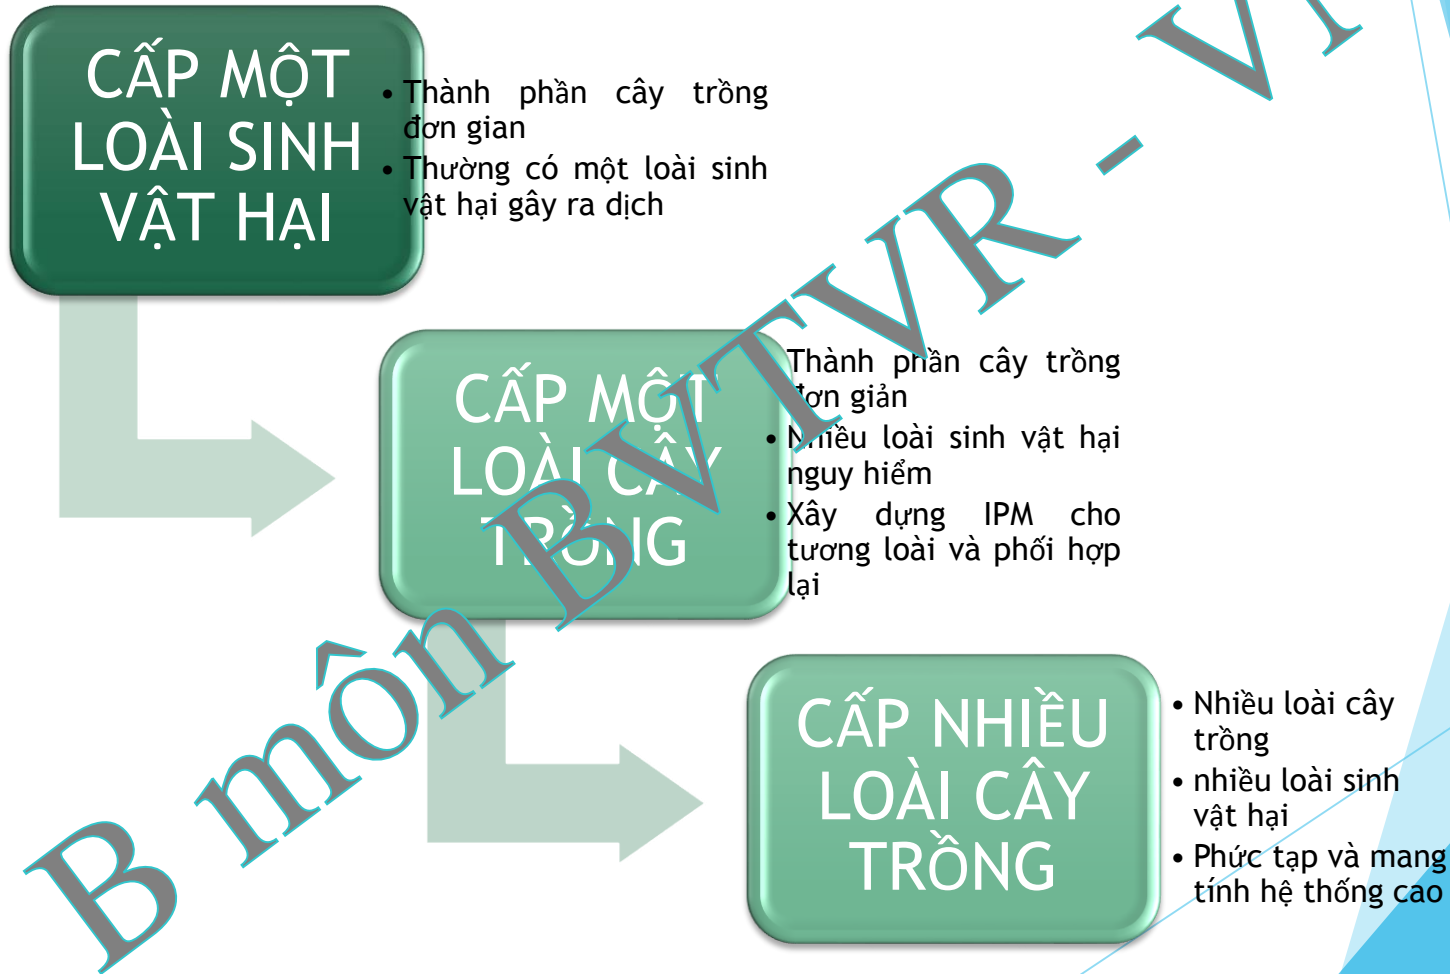 CẤP MỘT
LOÀI SINH
VẬT HẠI
• Thành phần cây trồng
đơn gian
• Thường có một loài sinh
vật hại gây ra dịch
CẤP MỘT
LOÀI CÂY
TRỒNG
Thành phần cây trồng
đơn giản
• Nhiều loài sinh vật hại
nguy hiểm
• Xây dựng IPM cho
tương loài và phối hợp
lại
CẤP NHIỀU
LOÀI CÂY
TRỒNG
• Nhiều loài cây
trồng
• nhiều loài sinh
vật hại
• Phức tạp và mang
tính hệ thống cao
B môn BVTVR -